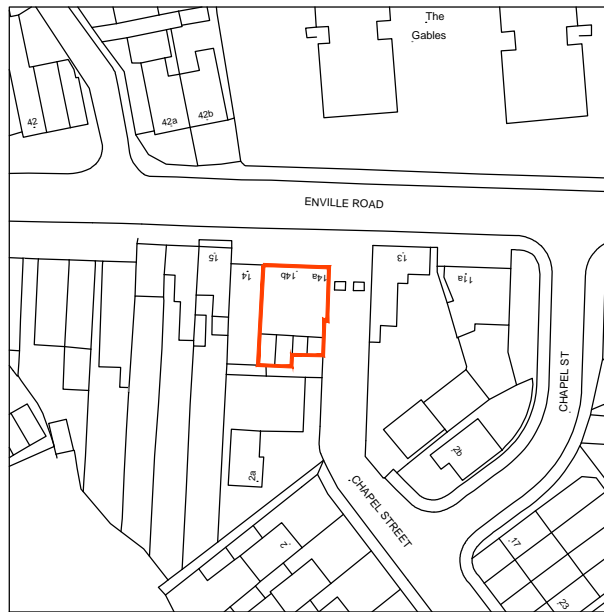 The
Gables
42
42a
42b
ENVILLE ROAD
15
14
14b
14a
13
11a
CHAPEL ST
2b
2a
CHAPEL STREET
2
17
23